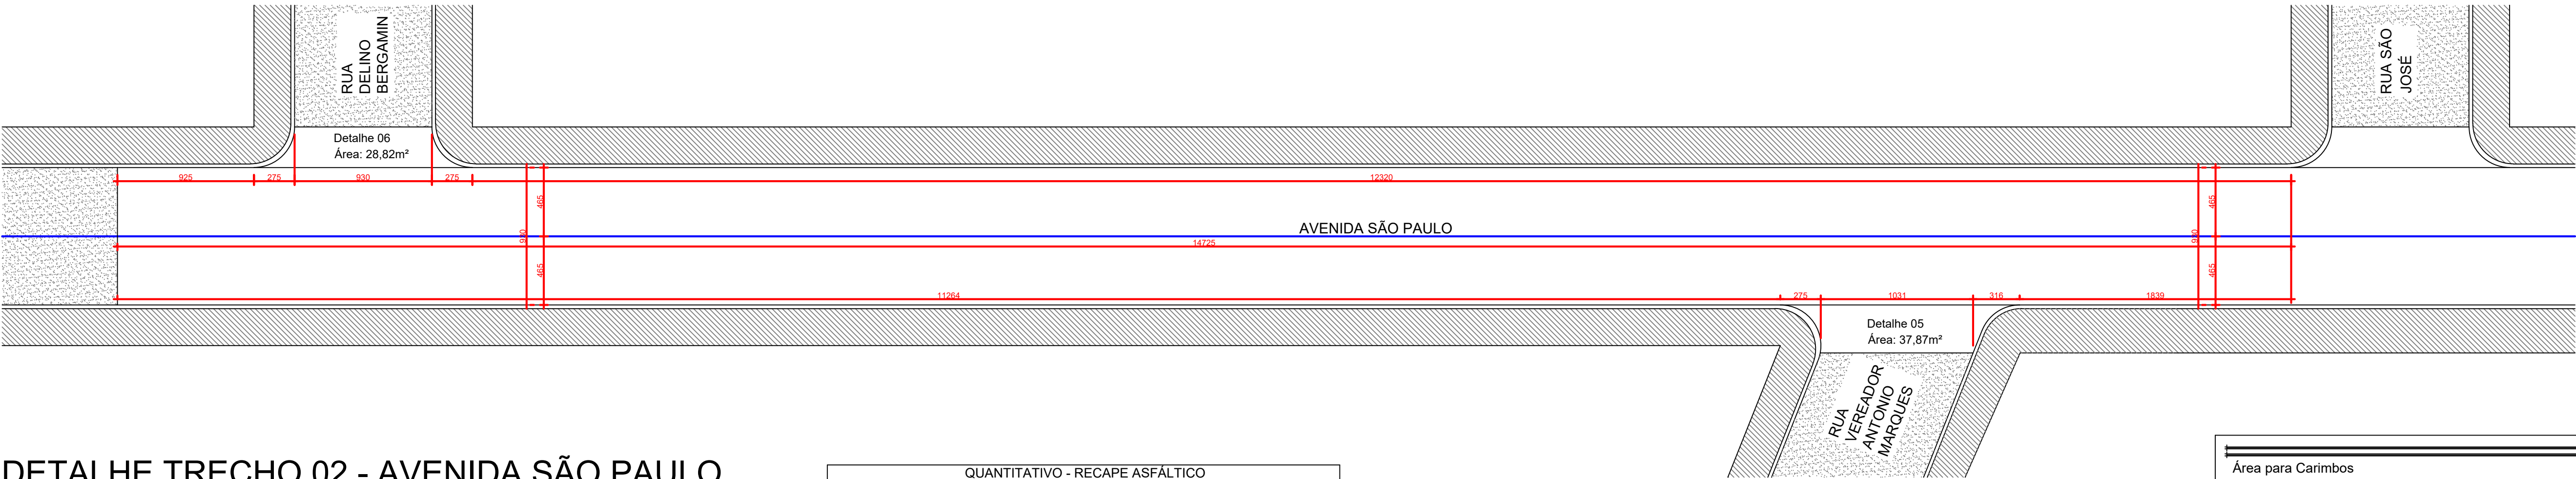 RUA
DELINO
BERGAMIN
RUA SÃO
JOSÉ
Detalhe 06
Área: 28,82m²
925
275
930
275
12320
465
465
930
AVENIDA SÃO PAULO
930
14725
465
465
11264
275
1031
316
1839
Detalhe 05
Área: 37,87m²
RUA
VEREADOR
ANTONIO
MARQUES
DETALHE TRECHO 02 - AVENIDA SÃO PAULO
QUANTITATIVO - RECAPE ASFÁLTICO
Área para Carimbos